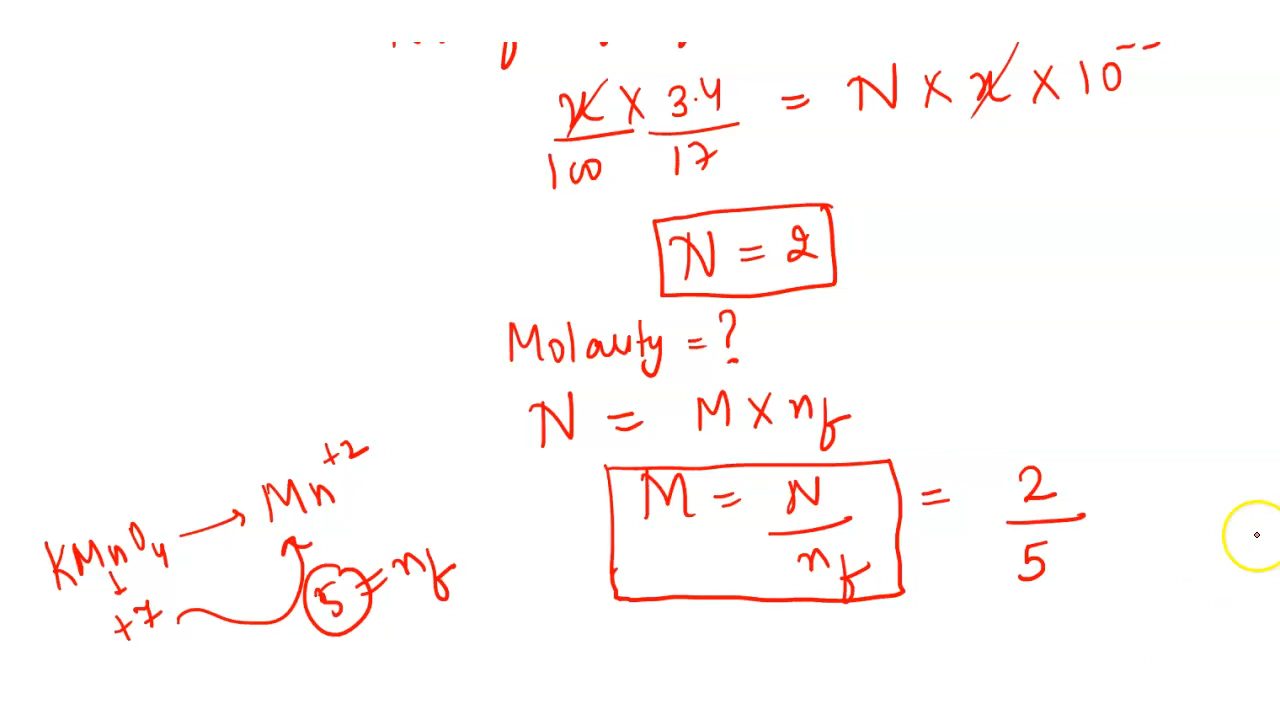 x × 3.4 = N × x × 10
100 17
N = 2
Molarity = ?
N = M × nf
M = N = 2
nf 5
KMnO4 → Mn+2
+7 5 = nf